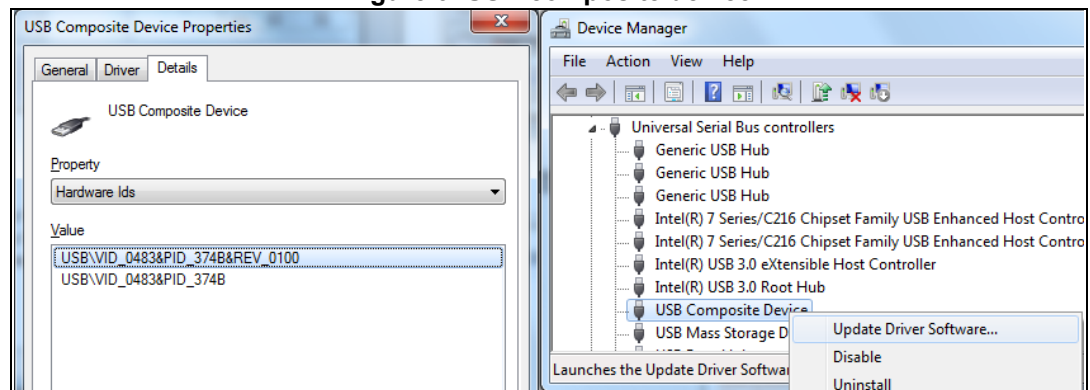 USB Composite Device Properties
General Driver Details
USB Composite Device
Property
Hardware Ids
Value
USB\VID_0483&PID_374B&REV_0100
USB\VID_0483&PID_374B
Device Manager
File Action View Help
Universal Serial Bus controllers
Generic USB Hub
Generic USB Hub
Generic USB Hub
Intel(R) 7 Series/C216 Chipset Family USB Enhanced Host Contro
Intel(R) 7 Series/C216 Chipset Family USB Enhanced Host Contro
Intel(R) USB 3.0 eXtensible Host Controller
Intel(R) USB 3.0 Root Hub
USB Composite Device
USB Mass Storage D
Launches the Update Driver Softwar
Update Driver Software...
Disable
Uninstall